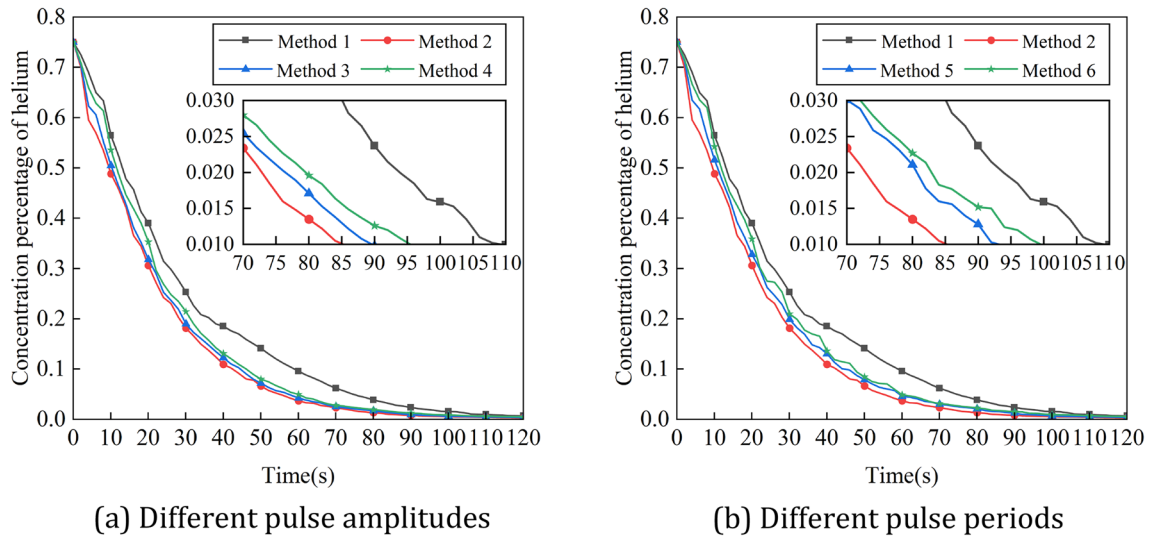 Concentration percentage of helium
0.8
0.7
0.6
0.5
0.4
0.3
0.2
0.1
0.0
Method 1 Method 2
Method 3 Method 4
0.030
0.025
0.020
0.015
0.010
70 75 80 85 90 95 100 105 110
0 10 20 30 40 50 60 70 80 90 100 110 120
Time(s)
(a) Different pulse amplitudes
Concentration percentage of helium
0.8
0.7
0.6
0.5
0.4
0.3
0.2
0.1
0.0
Method 1 Method 2
Method 5 Method 6
0.030
0.025
0.020
0.015
0.010
70 75 80 85 90 95 100 105 110
0 10 20 30 40 50 60 70 80 90 100 110 120
Time(s)
(b) Different pulse periods